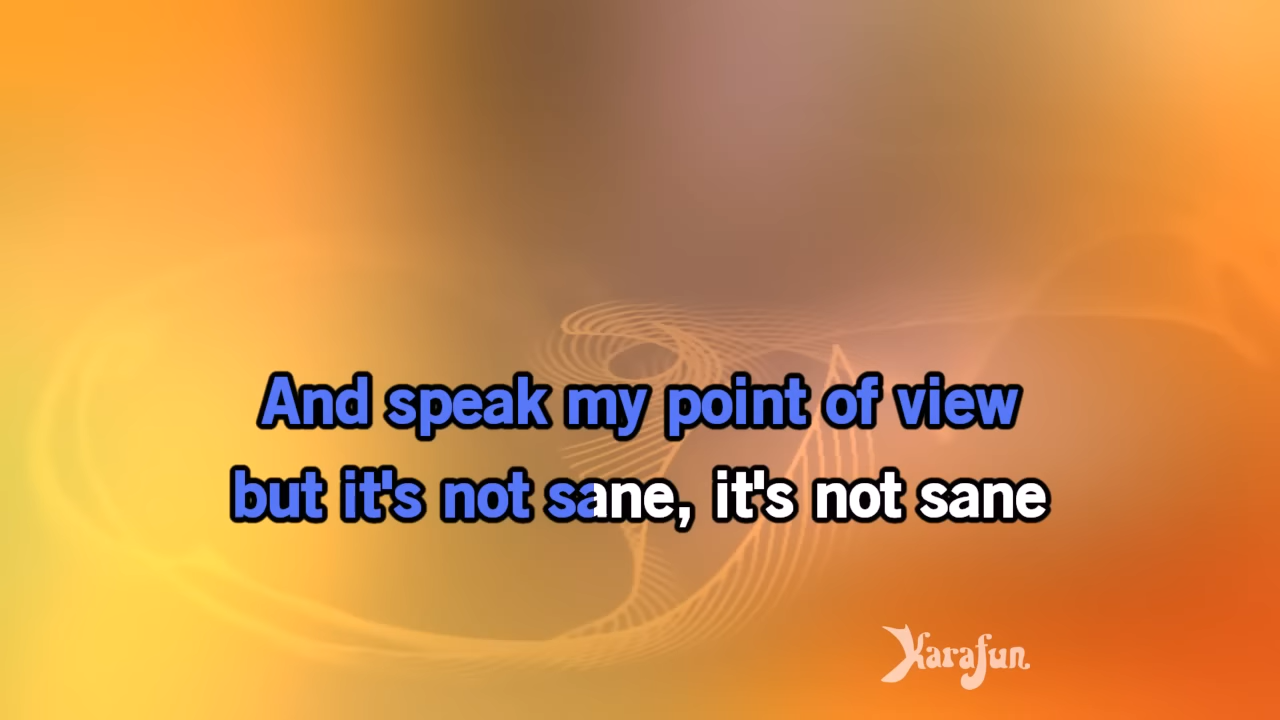 And speak my point of view
but it's not sane, it's not sane
Karafun